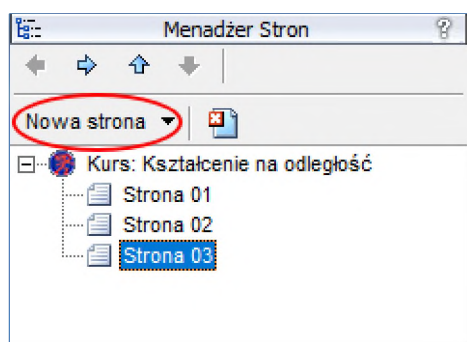 Menadżer Stron
Nowa strona
Kurs: Kształcenie na odległość
Strona 01
Strona 02
Strona 03